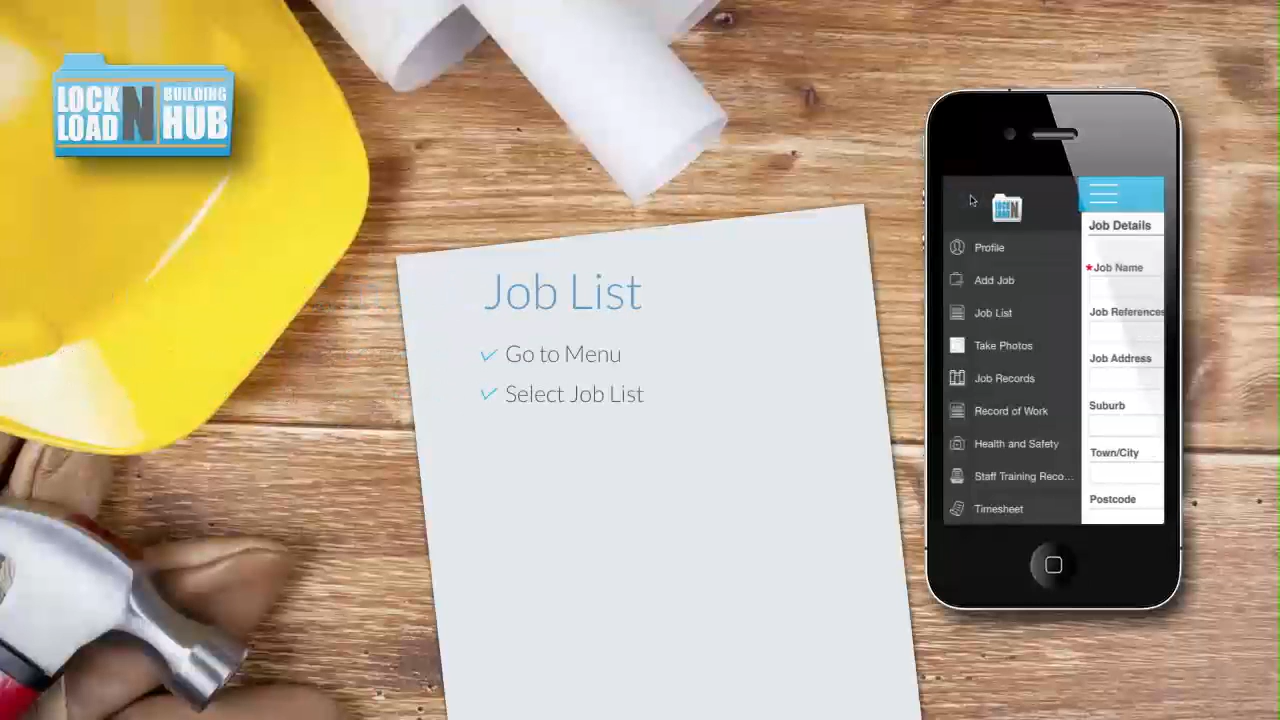 LOCK N LOAD BUILDING HUB
Job List
Go to Menu
Select Job List
LOCK N LOAD
Profile
Add Job
Job List
Take Photos
Job Records
Record of Work
Health and Safety
Staff Training Reco...
Timesheet
Job Details
*Job Name
Job References
Job Address
Suburb
Town/City
Postcode